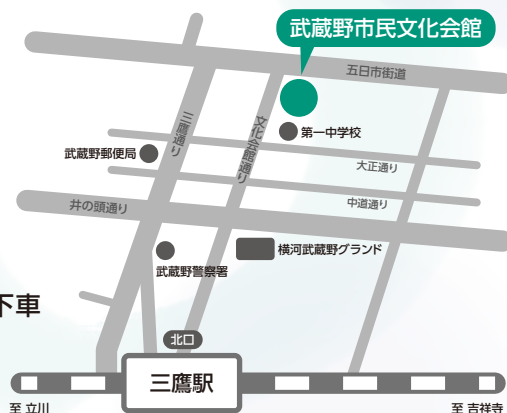 武蔵野市民文化会館
五日市街道
三鷹通り
文化会館通り
第一中学校
武蔵野郵便局
大正通り
中道通り
井の頭通り
横河武蔵野グランド
武蔵野警察署
下車
北口
三鷹駅
至 立川
至 吉祥寺